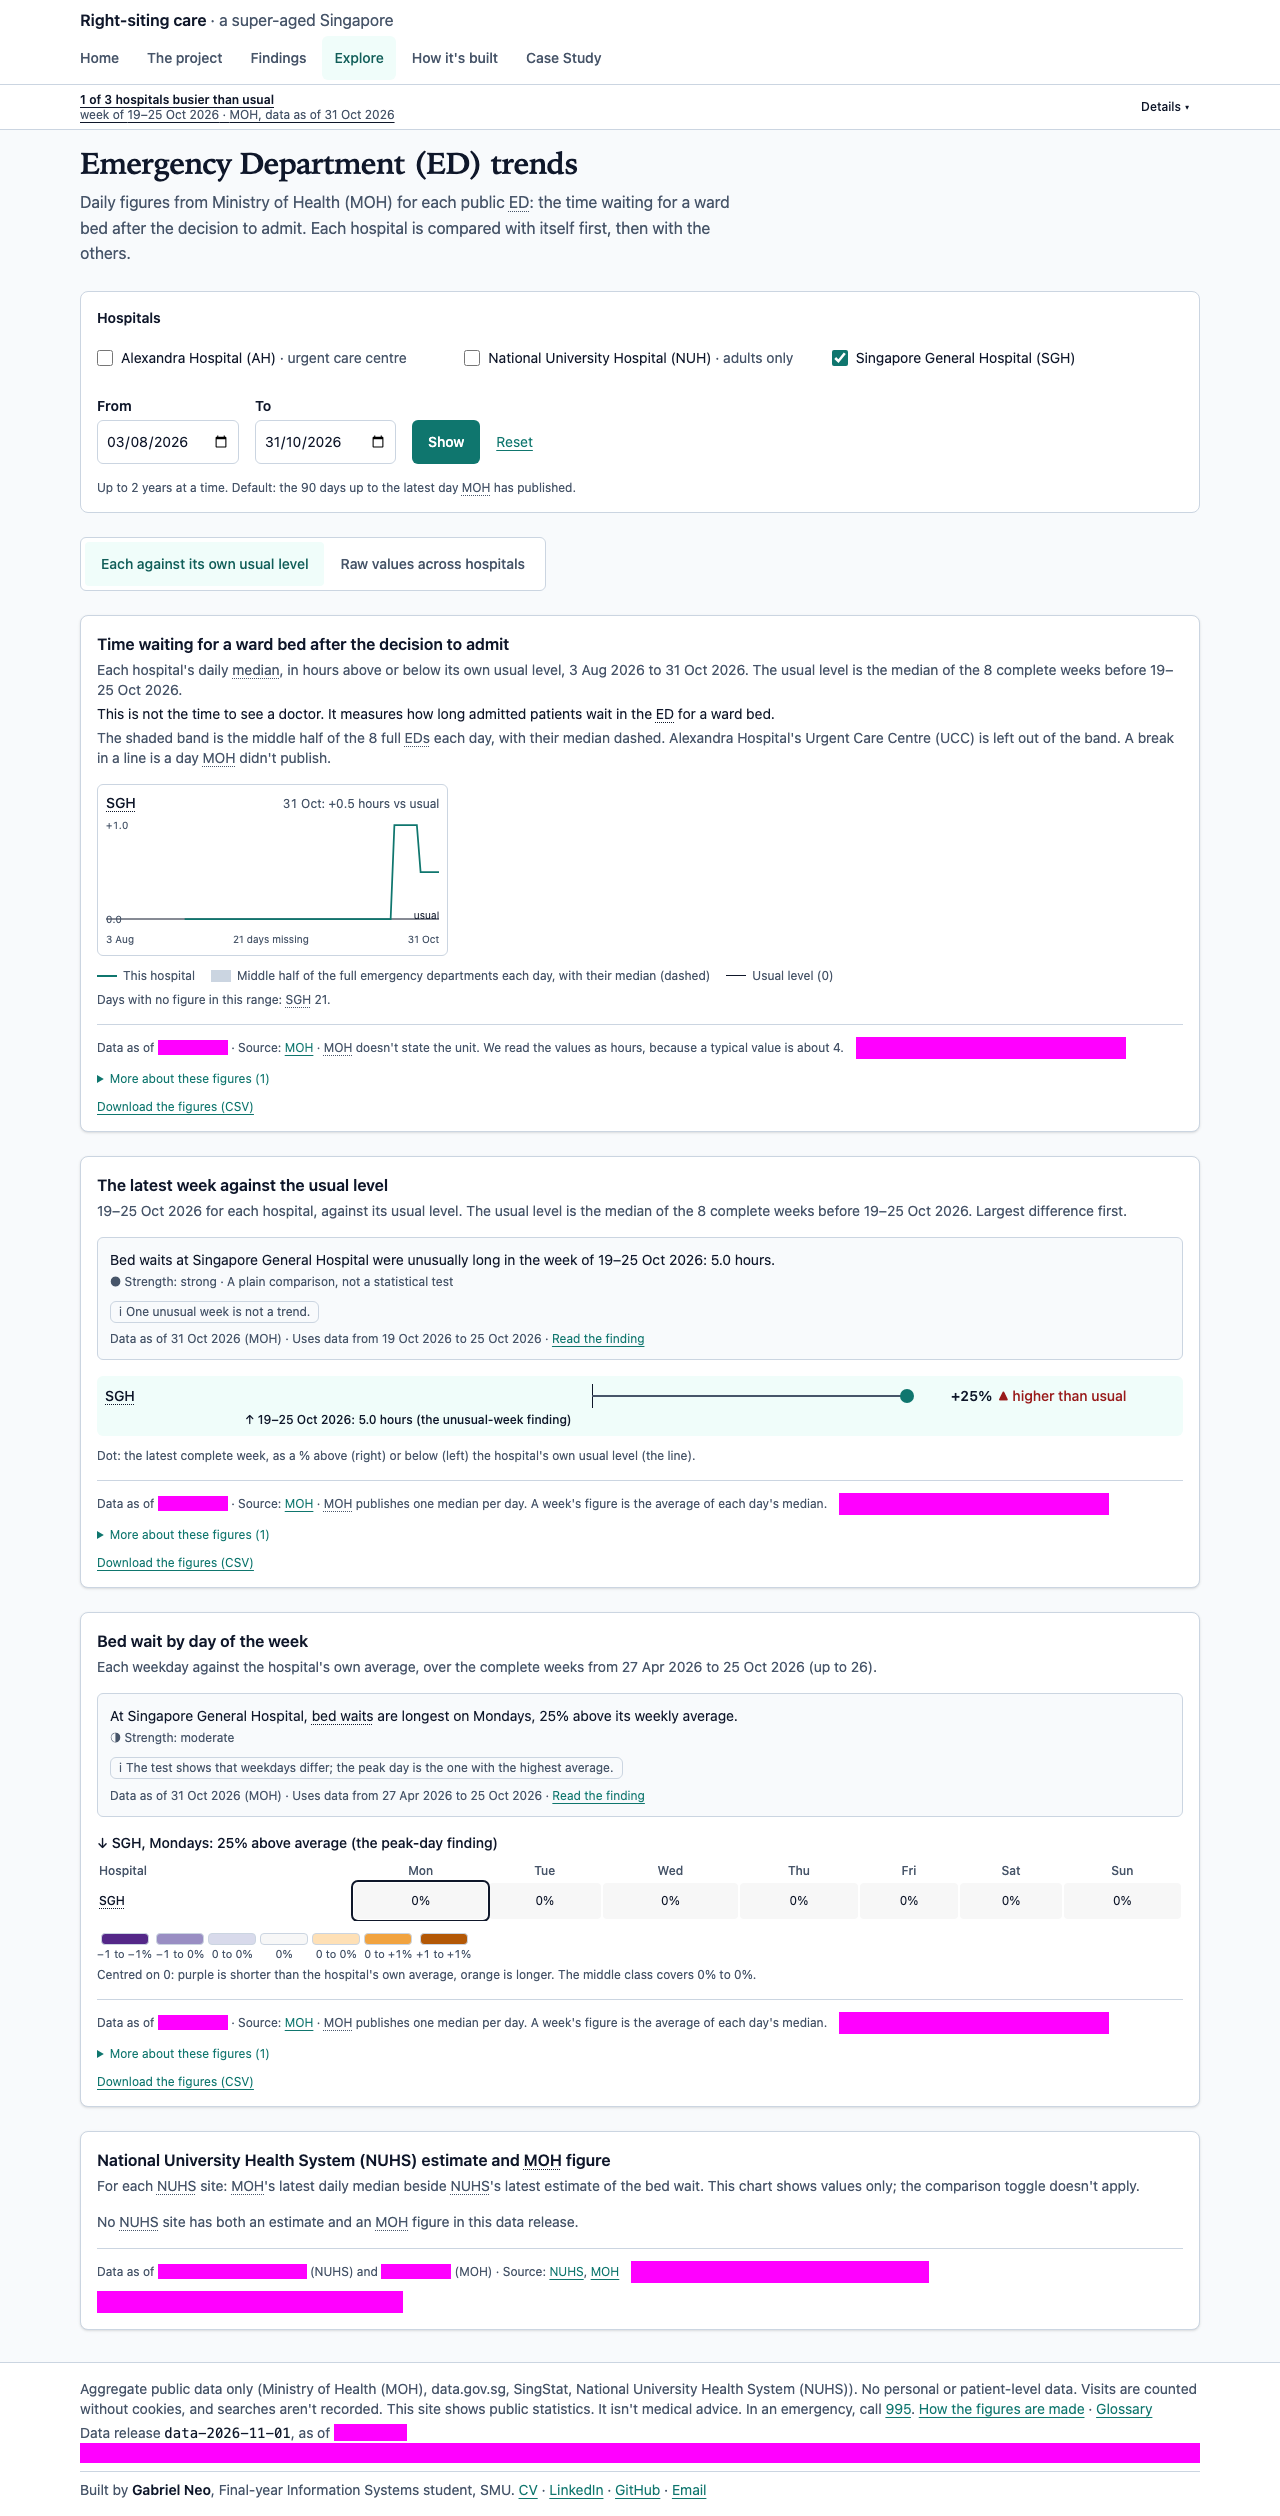 Right-siting care · a super-aged Singapore
Home The project Findings Explore How it's built Case Study
1 of 3 hospitals busier than usual
week of 19–25 Oct 2026 · MOH, data as of 31 Oct 2026
Details ▾
Emergency Department (ED) trends
Daily figures from Ministry of Health (MOH) for each public ED: the time waiting for a ward
bed after the decision to admit. Each hospital is compared with itself first, then with the
others.
Hospitals
Alexandra Hospital (AH) · urgent care centre
National University Hospital (NUH) · adults only
Singapore General Hospital (SGH)
From To
03/08/2026 31/10/2026 Show Reset
Up to 2 years at a time. Default: the 90 days up to the latest day MOH has published.
Each against its own usual level Raw values across hospitals
Time waiting for a ward bed after the decision to admit
Each hospital's daily median, in hours above or below its own usual level, 3 Aug 2026 to 31 Oct 2026. The usual level is the median of the 8 complete weeks before 19–
25 Oct 2026.
This is not the time to see a doctor. It measures how long admitted patients wait in the ED for a ward bed.
The shaded band is the middle half of the 8 full EDs each day, with their median dashed. Alexandra Hospital's Urgent Care Centre (UCC) is left out of the band. A break
in a line is a day MOH didn't publish.
SGH 31 Oct: +0.5 hours vs usual
+1.0
0.0 usual
3 Aug 21 days missing 31 Oct
This hospital Middle half of the full emergency departments each day, with their median (dashed) Usual level (0)
Days with no figure in this range: SGH 21.
Data as of · Source: MOH · MOH doesn't state the unit. We read the values as hours, because a typical value is about 4.
▶ More about these figures (1)
Download the figures (CSV)
The latest week against the usual level
19–25 Oct 2026 for each hospital, against its usual level. The usual level is the median of the 8 complete weeks before 19–25 Oct 2026. Largest difference first.
Bed waits at Singapore General Hospital were unusually long in the week of 19–25 Oct 2026: 5.0 hours.
● Strength: strong · A plain comparison, not a statistical test
i One unusual week is not a trend.
Data as of 31 Oct 2026 (MOH) · Uses data from 19 Oct 2026 to 25 Oct 2026 · Read the finding
SGH +25% ▲ higher than usual
↑ 19–25 Oct 2026: 5.0 hours (the unusual-week finding)
Dot: the latest complete week, as a % above (right) or below (left) the hospital's own usual level (the line).
Data as of · Source: MOH · MOH publishes one median per day. A week's figure is the average of each day's median.
▶ More about these figures (1)
Download the figures (CSV)
Bed wait by day of the week
Each weekday against the hospital's own average, over the complete weeks from 27 Apr 2026 to 25 Oct 2026 (up to 26).
At Singapore General Hospital, bed waits are longest on Mondays, 25% above its weekly average.
◑ Strength: moderate
i The test shows that weekdays differ; the peak day is the one with the highest average.
Data as of 31 Oct 2026 (MOH) · Uses data from 27 Apr 2026 to 25 Oct 2026 · Read the finding
↓ SGH, Mondays: 25% above average (the peak-day finding)
Hospital Mon Tue Wed Thu Fri Sat Sun
SGH 0% 0% 0% 0% 0% 0% 0%
−1 to −1% −1 to 0% 0 to 0% 0% 0 to 0% 0 to +1% +1 to +1%
Centred on 0: purple is shorter than the hospital's own average, orange is longer. The middle class covers 0% to 0%.
Data as of · Source: MOH · MOH publishes one median per day. A week's figure is the average of each day's median.
▶ More about these figures (1)
Download the figures (CSV)
National University Health System (NUHS) estimate and MOH figure
For each NUHS site: MOH's latest daily median beside NUHS's latest estimate of the bed wait. This chart shows values only; the comparison toggle doesn't apply.
No NUHS site has both an estimate and an MOH figure in this data release.
Data as of (NUHS) and (MOH) · Source: NUHS, MOH
Aggregate public data only (Ministry of Health (MOH), data.gov.sg, SingStat, National University Health System (NUHS)). No personal or patient-level data. Visits are counted
without cookies, and searches aren't recorded. This site shows public statistics. It isn't medical advice. In an emergency, call 995. How the figures are made · Glossary
Data release data-2026-11-01, as of
Built by Gabriel Neo, Final-year Information Systems student, SMU. CV · LinkedIn · GitHub · Email